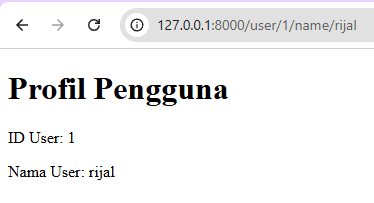 127.0.0.1:8000/user/1/name/rijal
Profil Pengguna
ID User: 1
Nama User: rijal